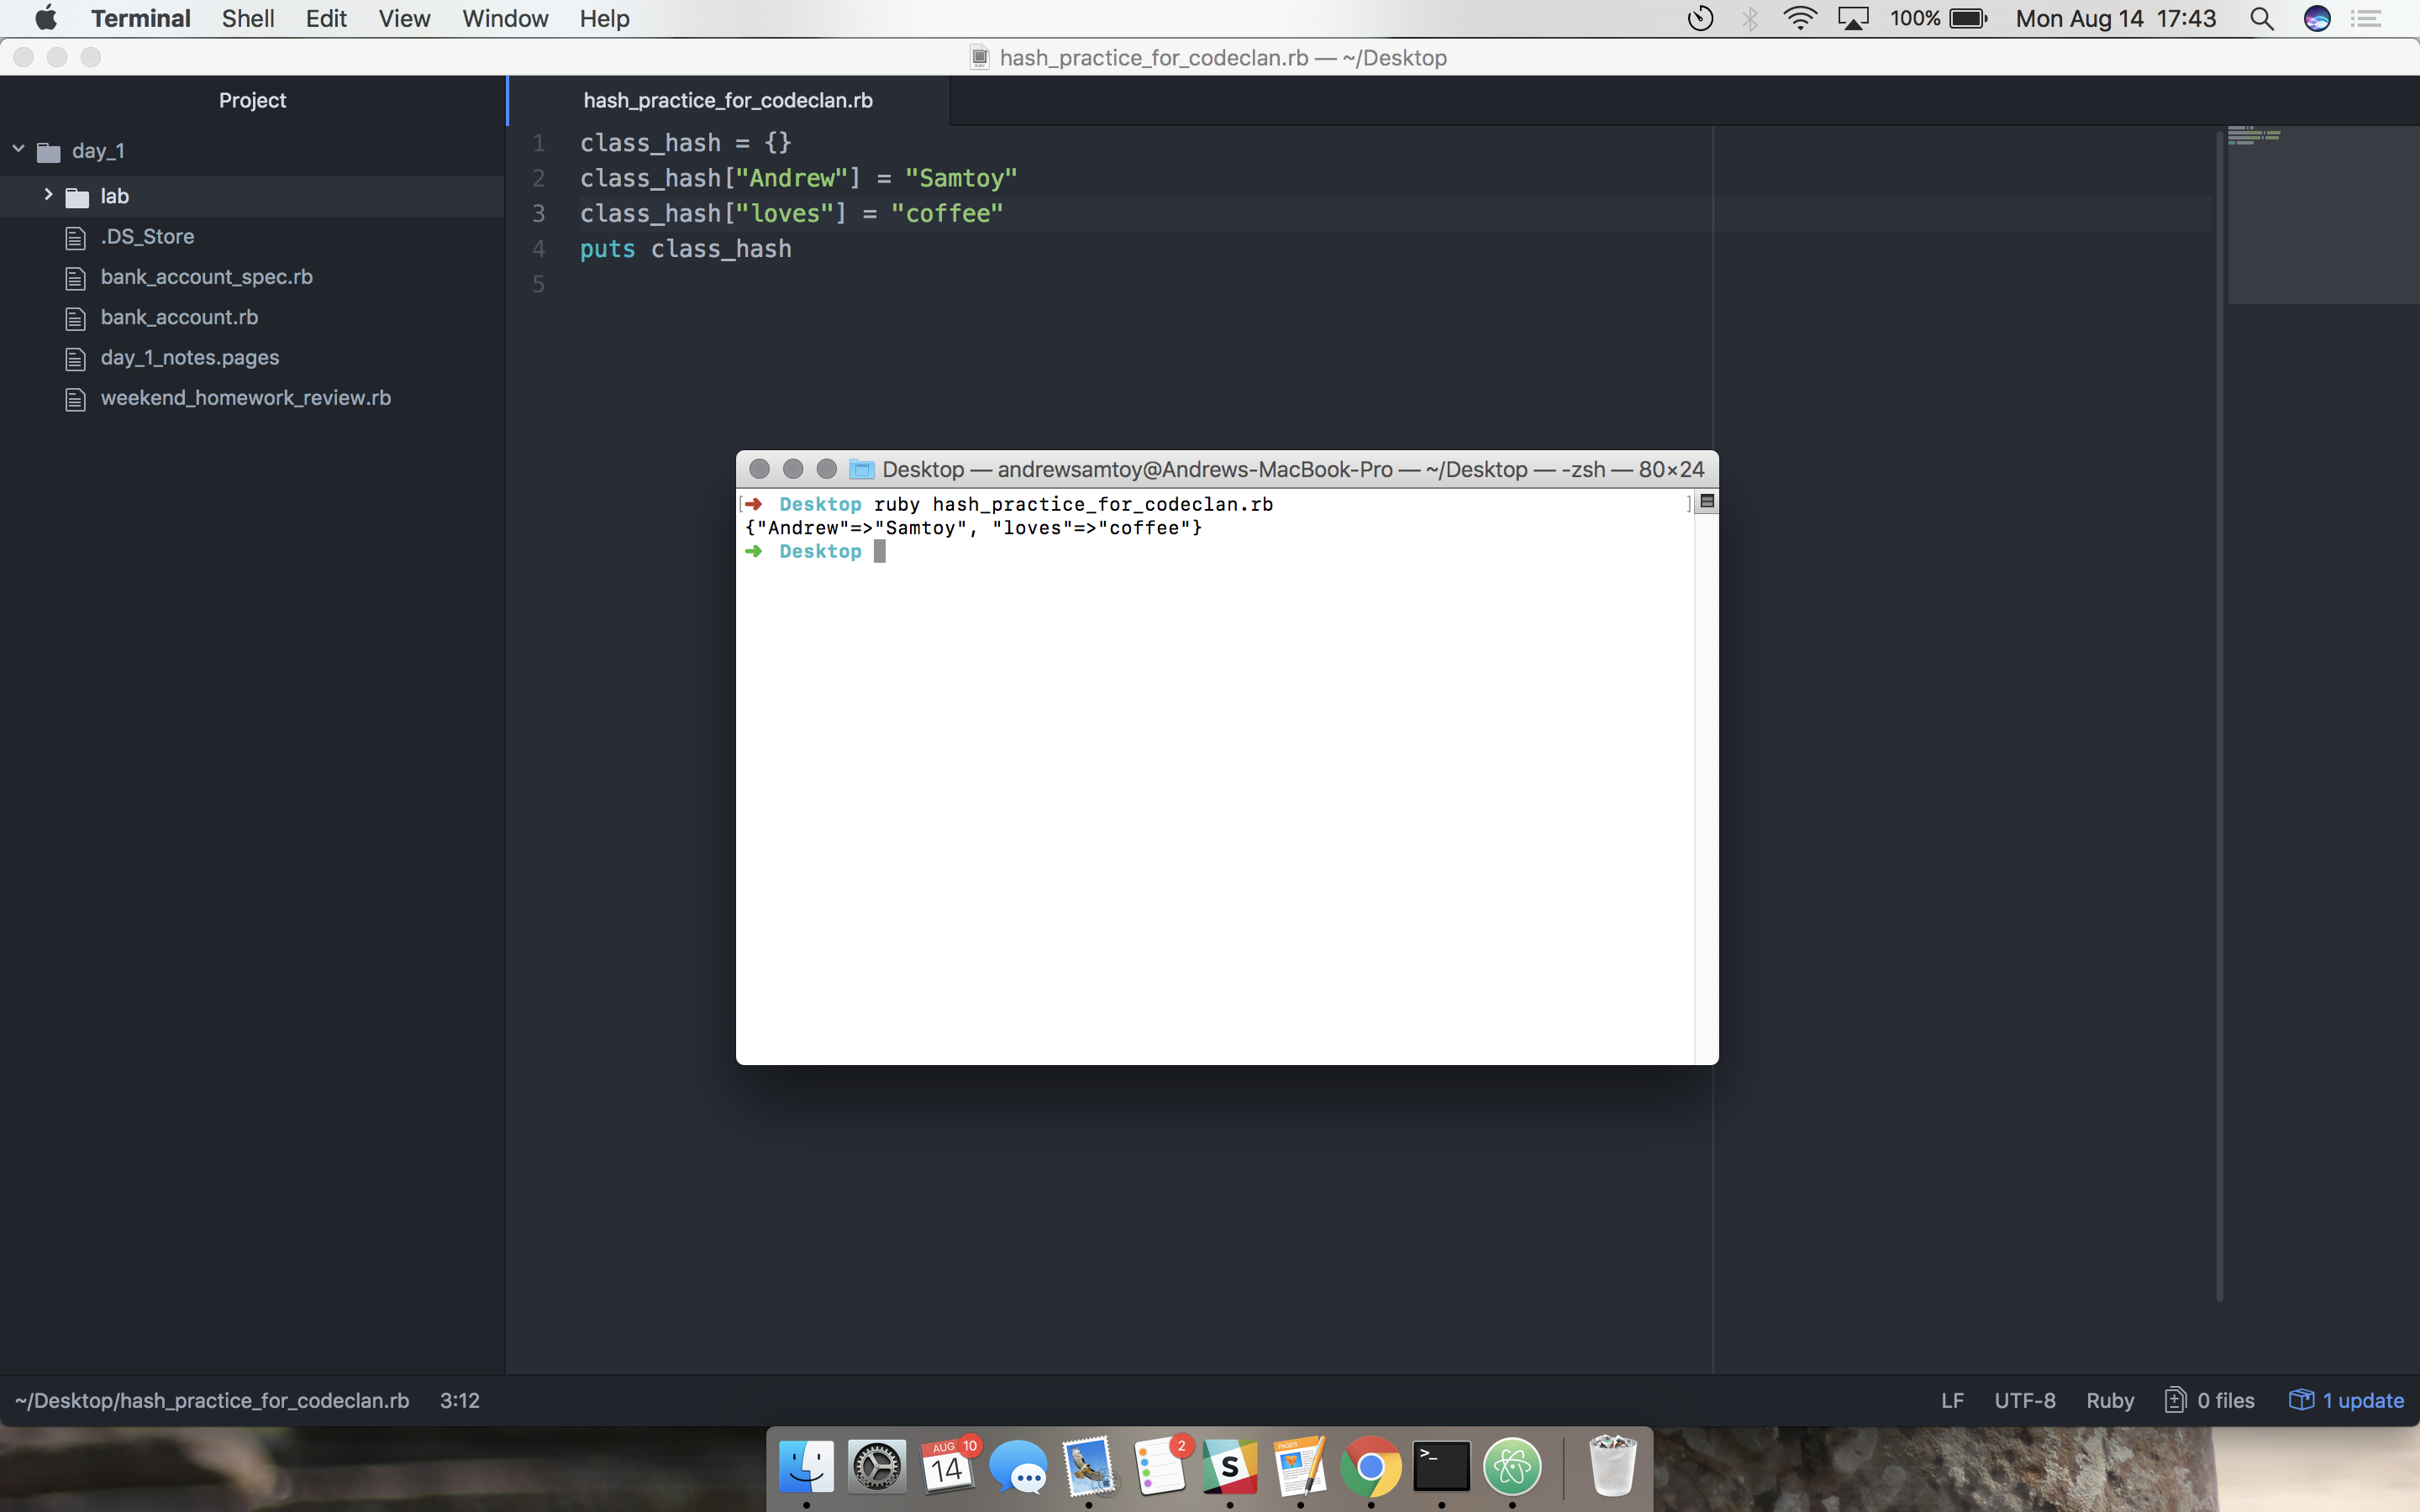 Terminal Shell Edit View Window Help 100% Mon Aug 14 17:43
hash_practice_for_codeclan.rb — ~/Desktop
Project
day_1
lab
.DS_Store
bank_account_spec.rb
bank_account.rb
day_1_notes.pages
weekend_homework_review.rb
hash_practice_for_codeclan.rb
1 class_hash = {}
2 class_hash["Andrew"] = "Samtoy"
3 class_hash["loves"] = "coffee"
4 puts class_hash
5
Desktop — andrewsamtoy@Andrews-MacBook-Pro — ~/Desktop — -zsh — 80×24
[➜ Desktop ruby hash_practice_for_codeclan.rb ]
{"Andrew"=>"Samtoy", "loves"=>"coffee"}
➜ Desktop
~/Desktop/hash_practice_for_codeclan.rb 3:12 LF UTF-8 Ruby 0 files 1 update
AUG 10
14
2
S
PAGES
>_